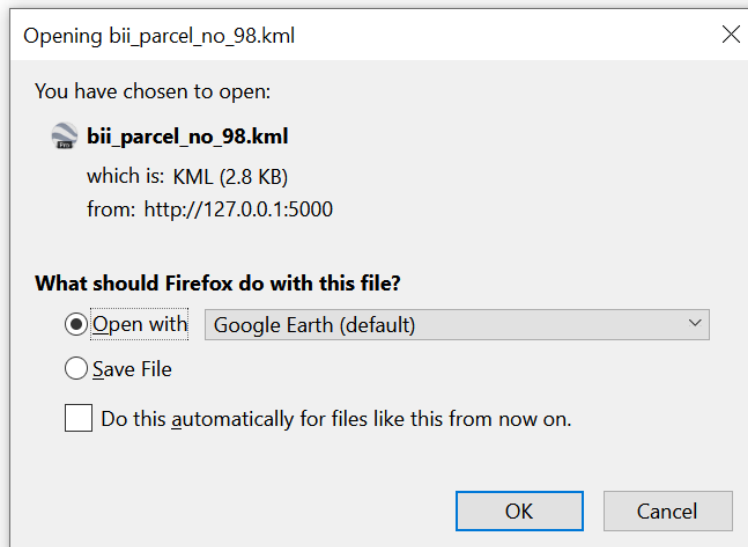 Opening bii_parcel_no_98.kml
You have chosen to open:
bii_parcel_no_98.kml
which is: KML (2.8 KB)
from: http://127.0.0.1:5000
What should Firefox do with this file?
Open with Google Earth (default)
Save File
Do this automatically for files like this from now on.
OK Cancel